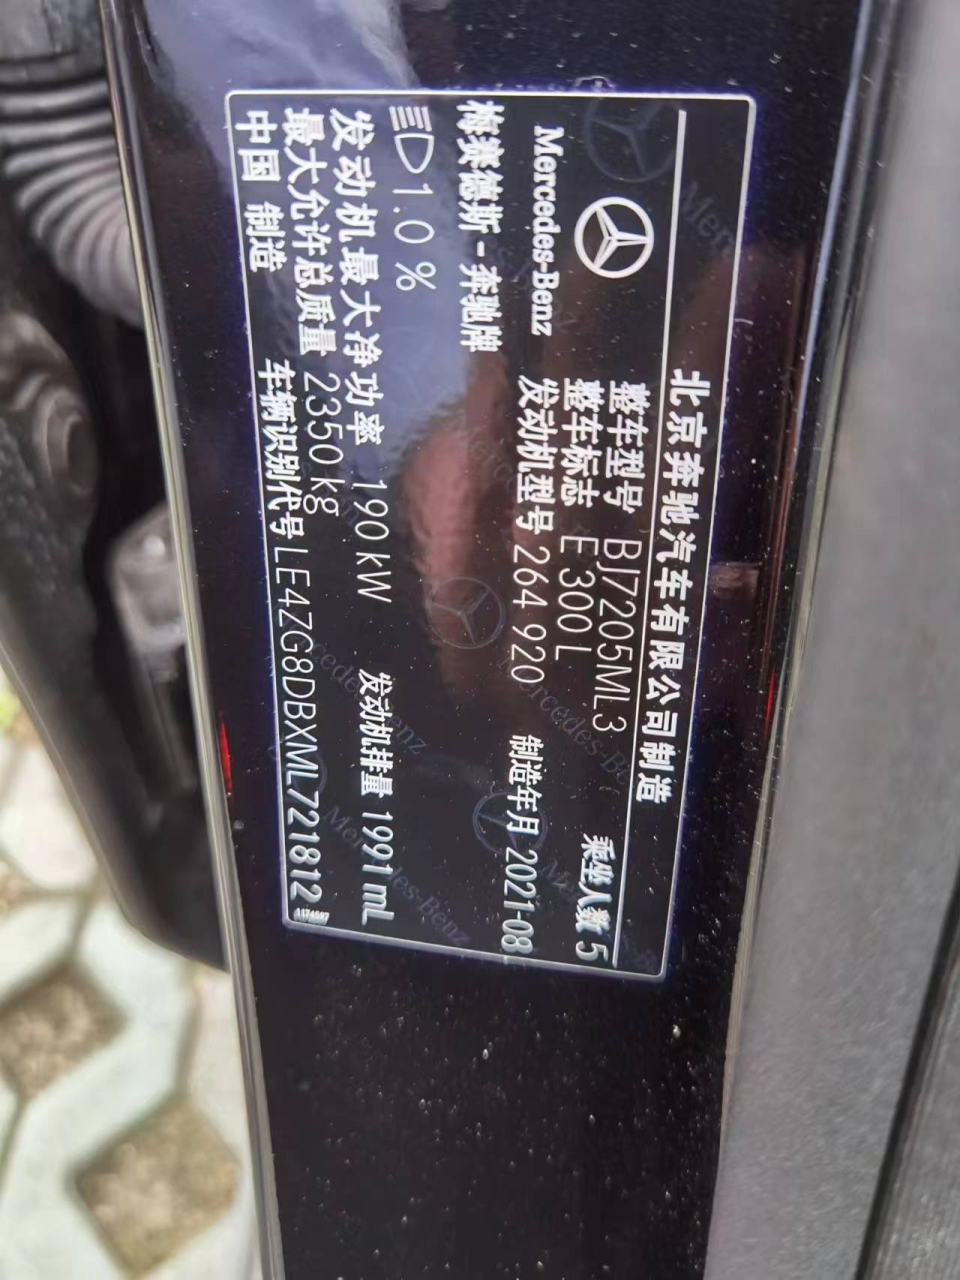 北京奔驰汽车有限公司制造
Mercedes-Benz
梅赛德斯-奔驰牌
整车型号 BJ7205ML3 乘坐人数 5
整车标志 E 300 L
发动机型号 264 920 制造年月 2021-08
1.0 %
发动机最大净功率 190 kW 发动机排量 1991 mL
最大允许总质量 2350 kg
中国 制造 车辆识别代号 LE4ZG8DBXML721812
1174597